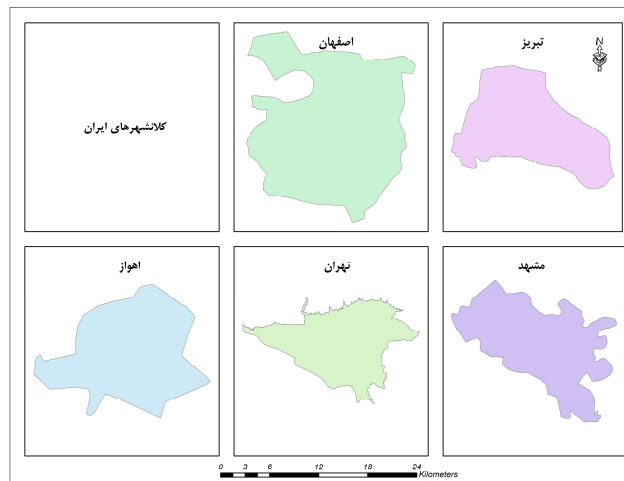 کلانشهرهای ایران
اصفهان
تبریز
N
اهواز
تهران
مشهد
0 3 6 12 18 24
Kilometers